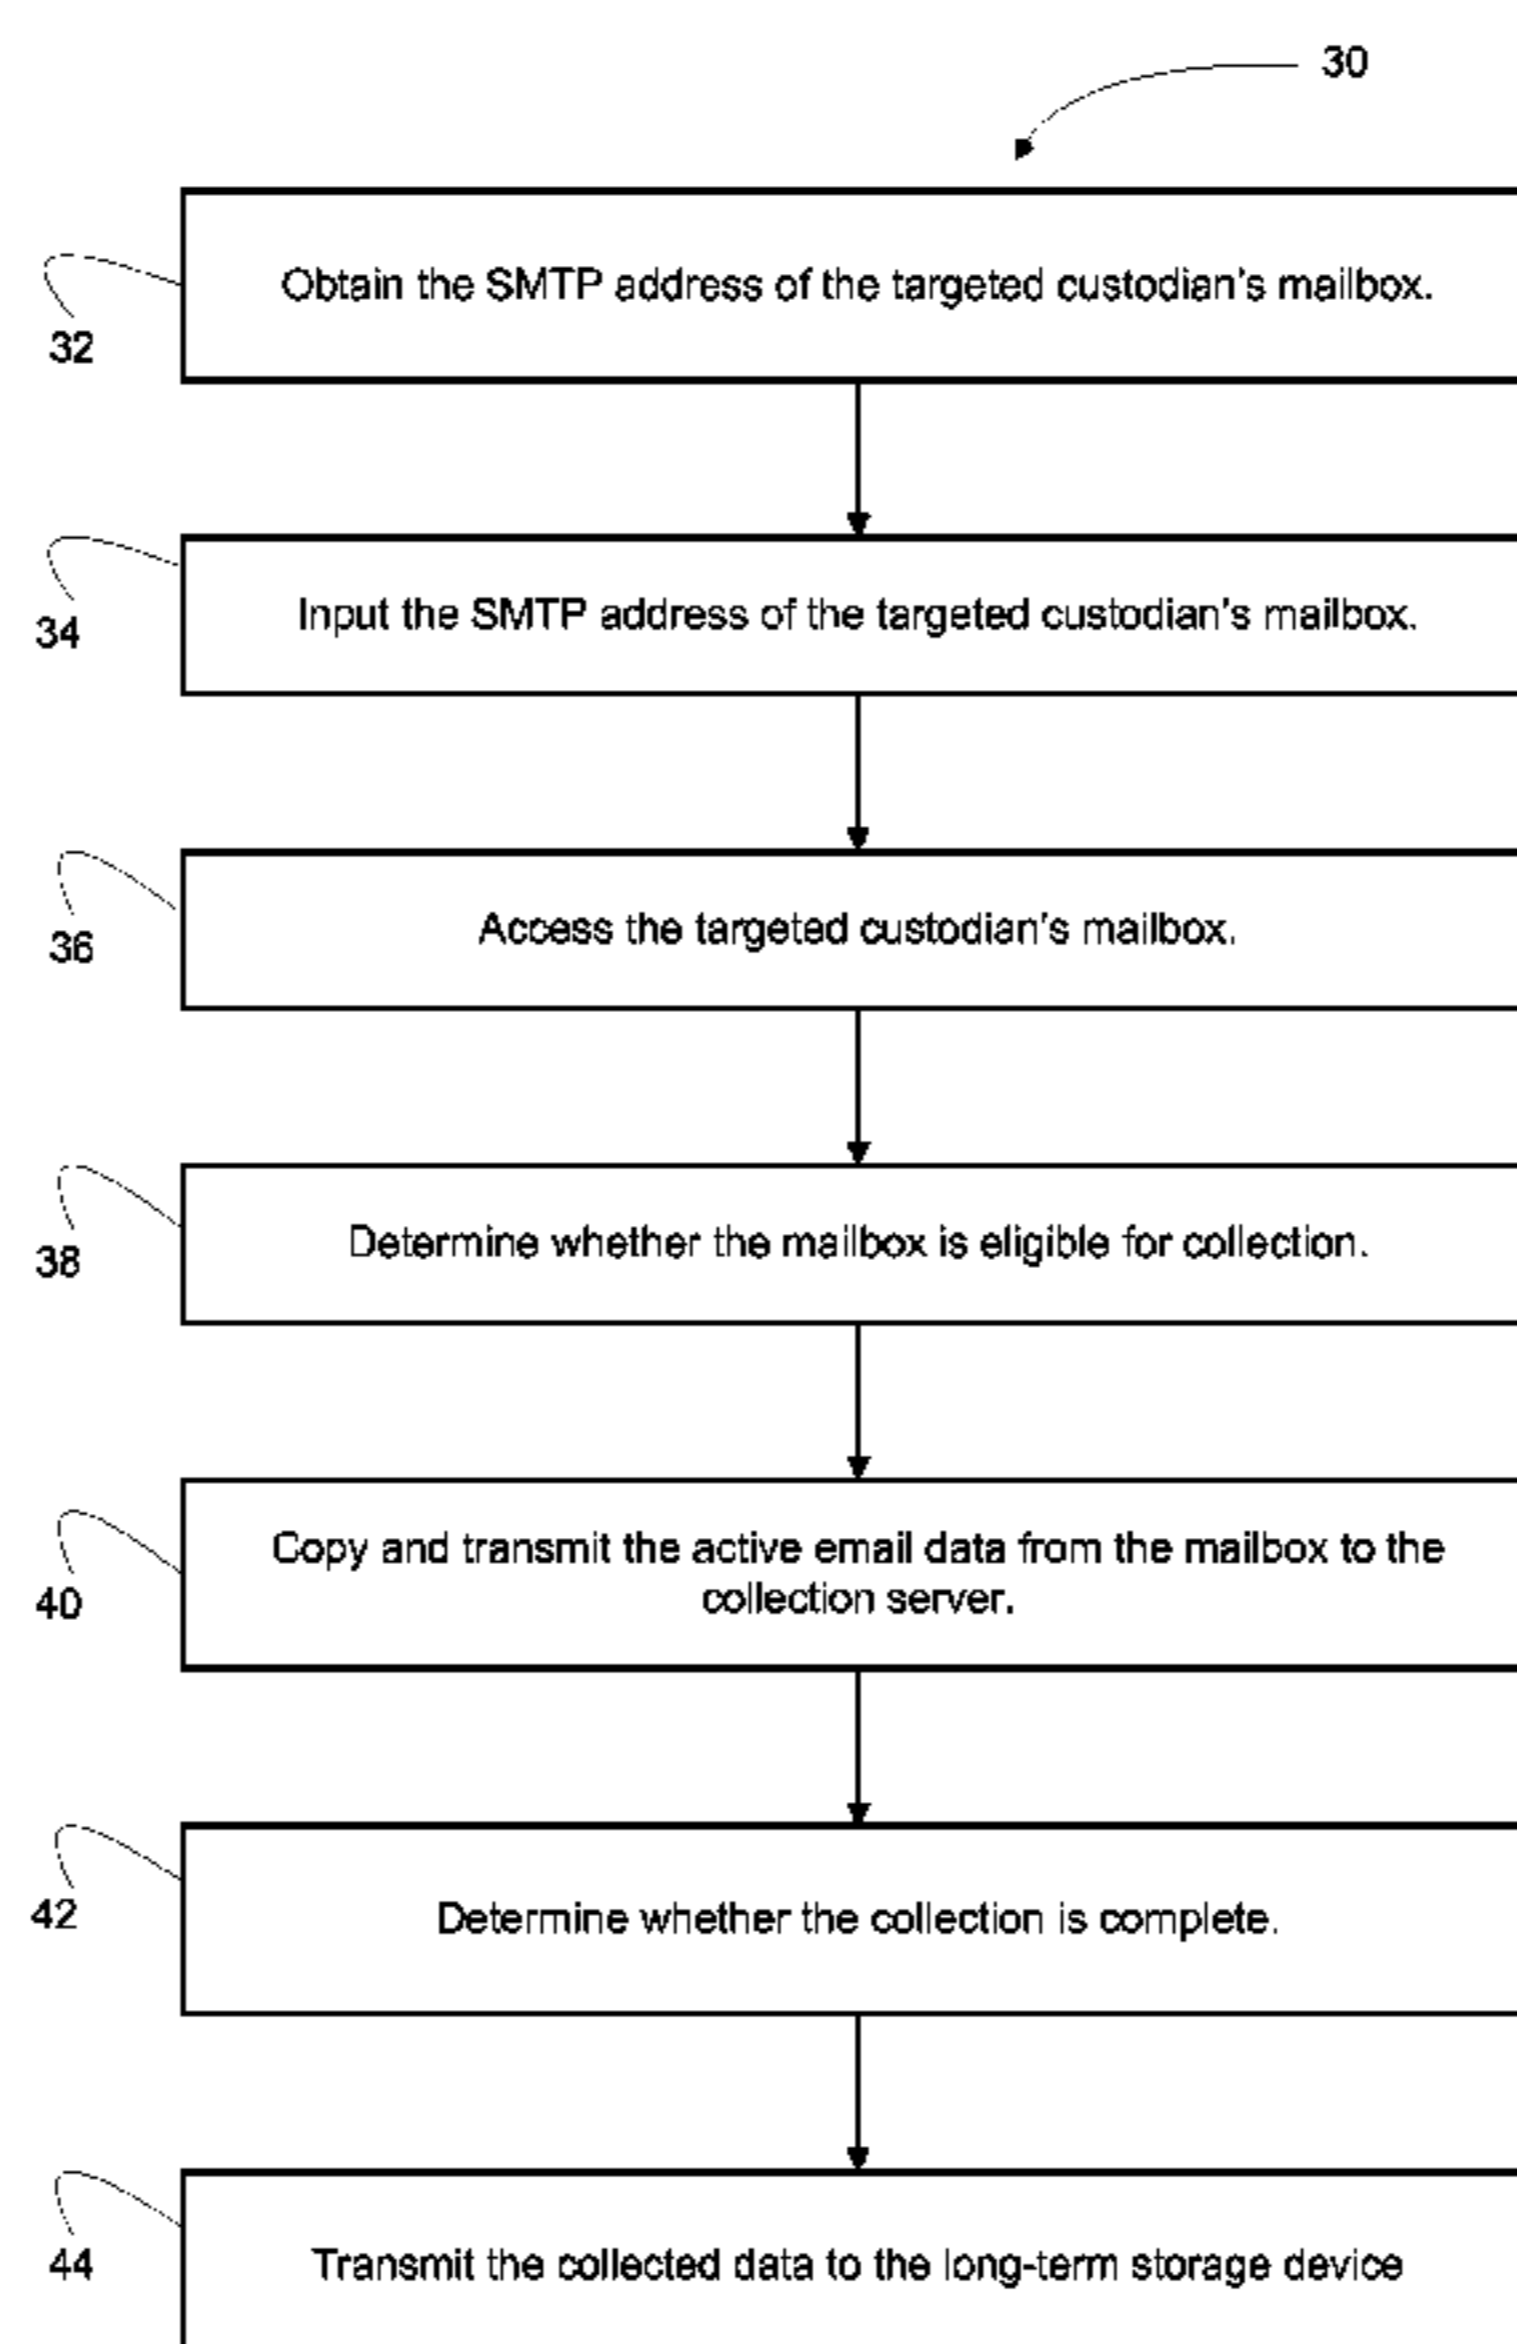 30
Obtain the SMTP address of the targeted custodian's mailbox.
32
Input the SMTP address of the targeted custodian's mailbox.
34
Access the targeted custodian's mailbox.
36
Determine whether the mailbox is eligible for collection.
38
Copy and transmit the active email data from the mailbox to the
collection server.
40
Determine whether the collection is complete.
42
Transmit the collected data to the long-term storage device
44